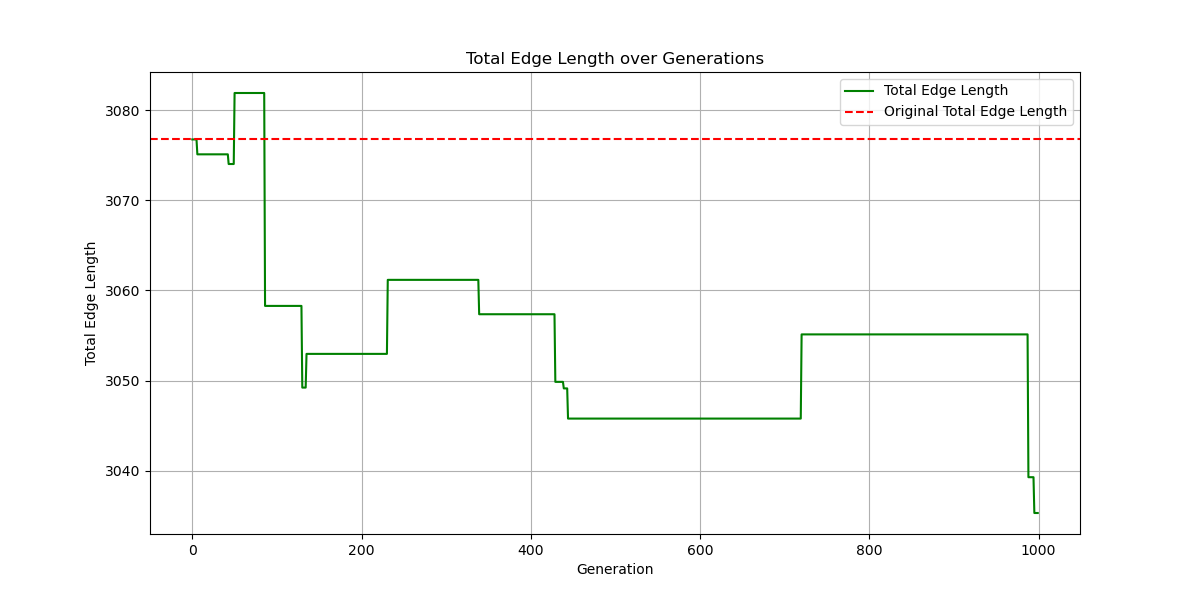 Total Edge Length over Generations
Total Edge Length
Original Total Edge Length
Total Edge Length
3080
3070
3060
3050
3040
0 200 400 600 800 1000
Generation